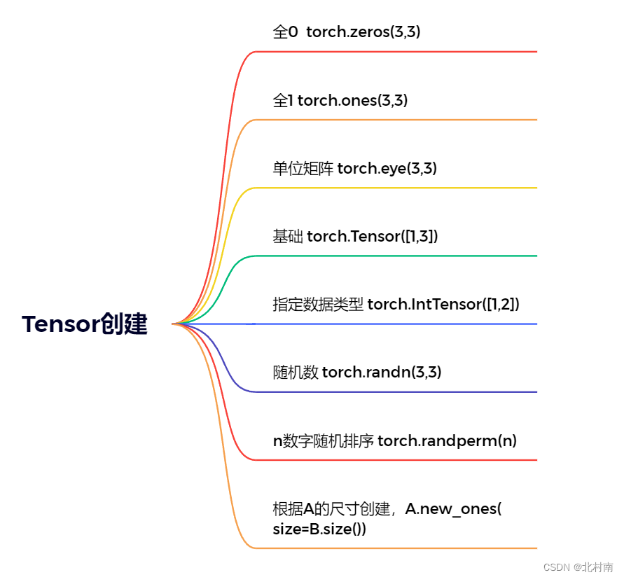 全0 torch.zeros(3,3)
全1 torch.ones(3,3)
单位矩阵 torch.eye(3,3)
基础 torch.Tensor([1,3])
Tensor创建
指定数据类型 torch.IntTensor([1,2])
随机数 torch.randn(3,3)
n数字随机排序 torch.randperm(n)
根据A的尺寸创建，A.new_ones(
size=B.size())
CSDN @北村南